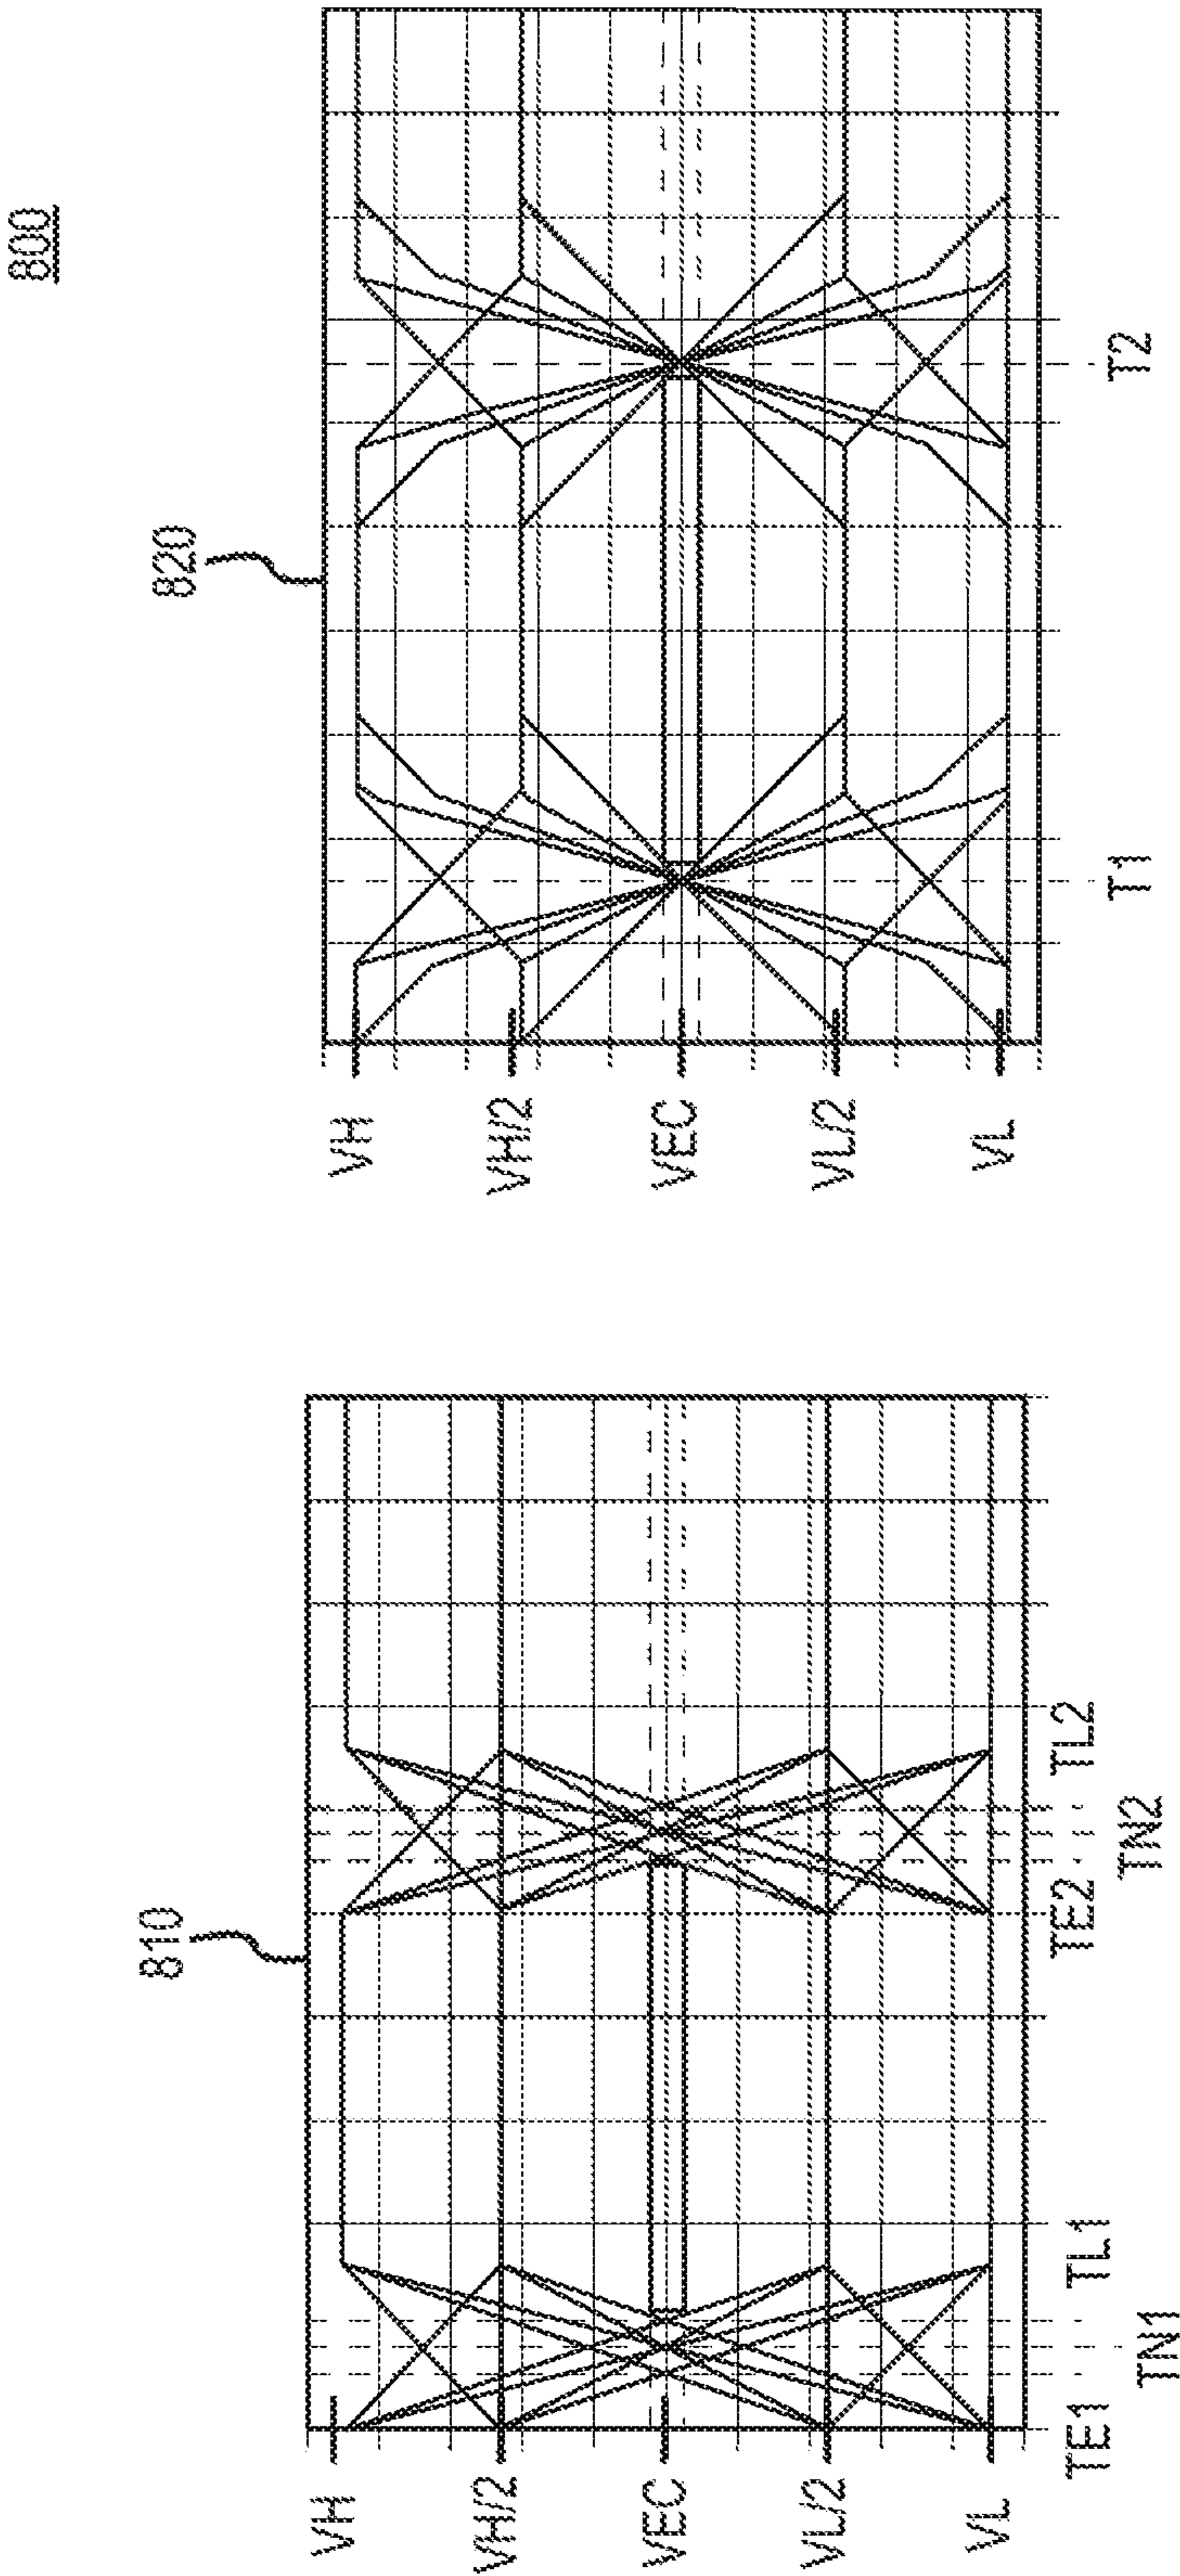 800
810
VH
VH/2
VEC
VL/2
VL
TE1
TL1
TE2
TL2
TN1
TN2
820
VH
VH/2
VEC
VL/2
VL
T1
T2